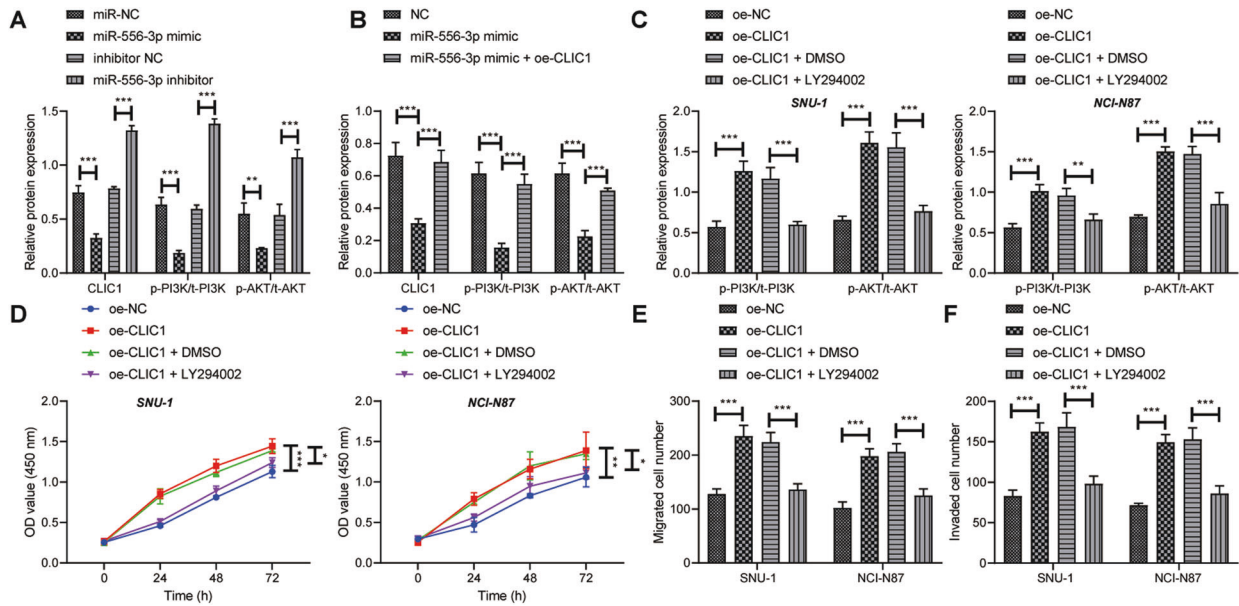 A
miR-NC
miR-556-3p mimic
inhibitor NC
miR-556-3p inhibitor
Relative protein expression
1.5
1.0
0.5
0.0
***
***
***
***
**
***
CLIC1
p-PI3K/t-PI3K
p-AKT/t-AKT
B
NC
miR-556-3p mimic
miR-556-3p mimic + oe-CLIC1
Relative protein expression
1.0
0.8
0.6
0.4
0.2
0.0
***
***
***
***
***
***
CLIC1
p-PI3K/t-PI3K
p-AKT/t-AKT
C
oe-NC
oe-CLIC1
oe-CLIC1 + DMSO
oe-CLIC1 + LY294002
SNU-1
Relative protein expression
2.0
1.5
1.0
0.5
0.0
***
***
***
***
p-PI3K/t-PI3K
p-AKT/t-AKT
oe-NC
oe-CLIC1
oe-CLIC1 + DMSO
oe-CLIC1 + LY294002
NCI-N87
Relative protein expression
2.0
1.5
1.0
0.5
0.0
***
**
***
***
p-PI3K/t-PI3K
p-AKT/t-AKT
D
oe-NC
oe-CLIC1
oe-CLIC1 + DMSO
oe-CLIC1 + LY294002
SNU-1
OD value (450 nm)
2.0
1.5
1.0
0.5
0.0
***
*
0
24
48
72
Time (h)
oe-NC
oe-CLIC1
oe-CLIC1 + DMSO
oe-CLIC1 + LY294002
NCI-N87
OD value (450 nm)
2.0
1.5
1.0
0.5
0.0
**
*
0
24
48
72
Time (h)
E
oe-NC
oe-CLIC1
oe-CLIC1 + DMSO
oe-CLIC1 + LY294002
Migrated cell number
300
200
100
0
***
***
***
***
SNU-1
NCI-N87
F
oe-NC
oe-CLIC1
oe-CLIC1 + DMSO
oe-CLIC1 + LY294002
Invaded cell number
200
150
100
50
0
***
***
***
***
SNU-1
NCI-N87